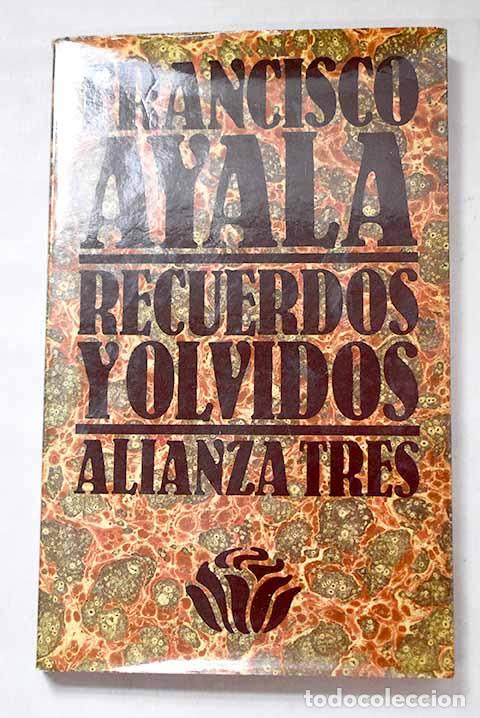 FRANCISCO
AYALA
RECUERDOS
Y OLVIDOS
ALIANZA TRES
todocoleccion